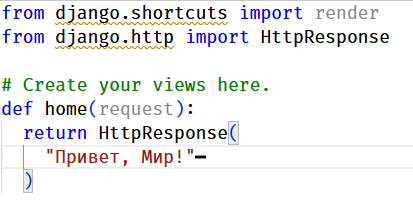 from django.shortcuts import render
from django.http import HttpResponse

# Create your views here.
def home(request):
  return HttpResponse(
    "Привет, Мир!"
  )